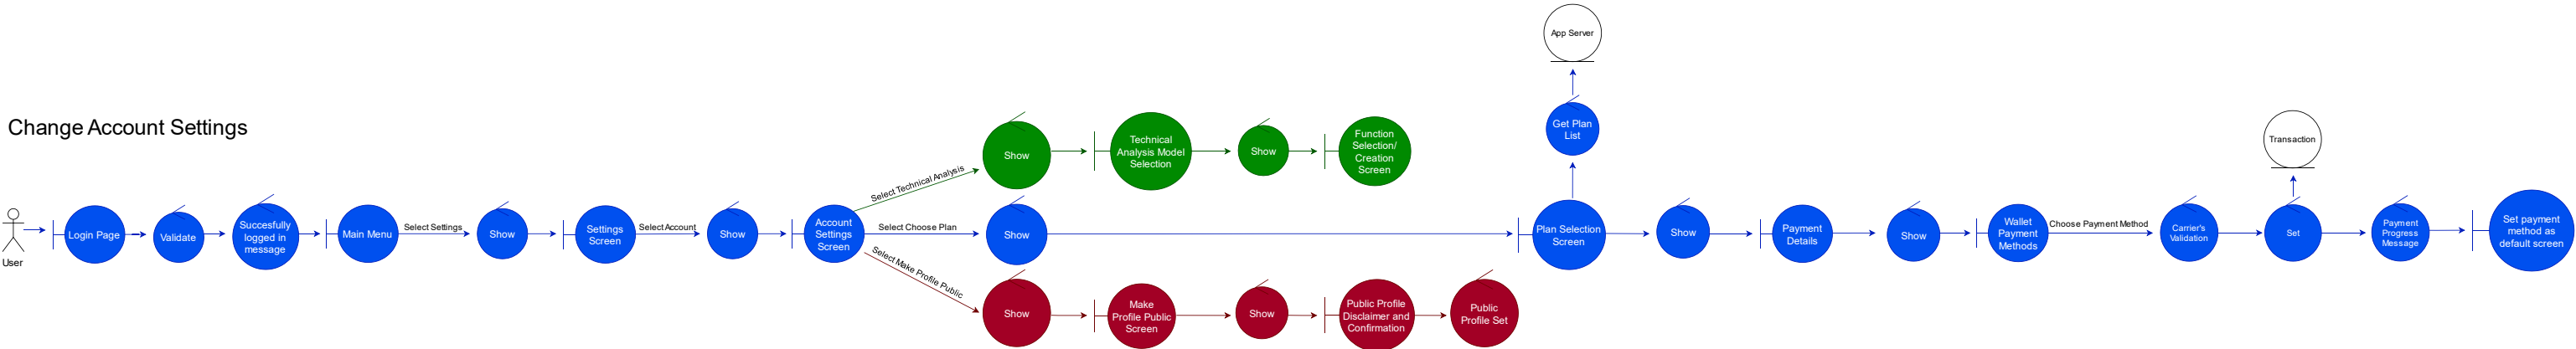 Change Account Settings
User
Login Page
Validate
Succesfully
logged in
message
Main Menu
Select Settings
Show
Settings
Screen
Select Account
Show
Account
Settings
Screen
Select Technical Analysis
Show
Technical
Analysis Model
Selection
Show
Function
Selection/
Creation
Screen
Select Choose Plan
Show
Plan Selection
Screen
Get Plan
List
App Server
Show
Payment
Details
Show
Wallet
Payment
Methods
Choose Payment Method
Carrier's
Validation
Set
Transaction
Payment
Progress
Message
Set payment
method as
default screen
Select Make Profile Public
Show
Make
Profile Public
Screen
Show
Public Profile
Disclaimer and
Confirmation
Public
Profile Set